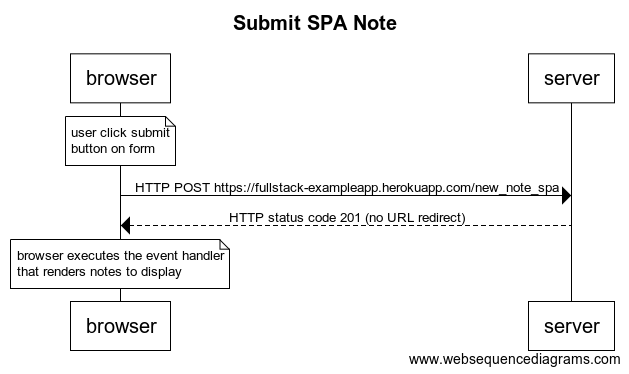 Submit SPA Note
browser
server
user click submit
button on form
HTTP POST https://fullstack-exampleapp.herokuapp.com/new_note_spa
HTTP status code 201 (no URL redirect)
browser executes the event handler
that renders notes to display
browser
server
www.websequencediagrams.com